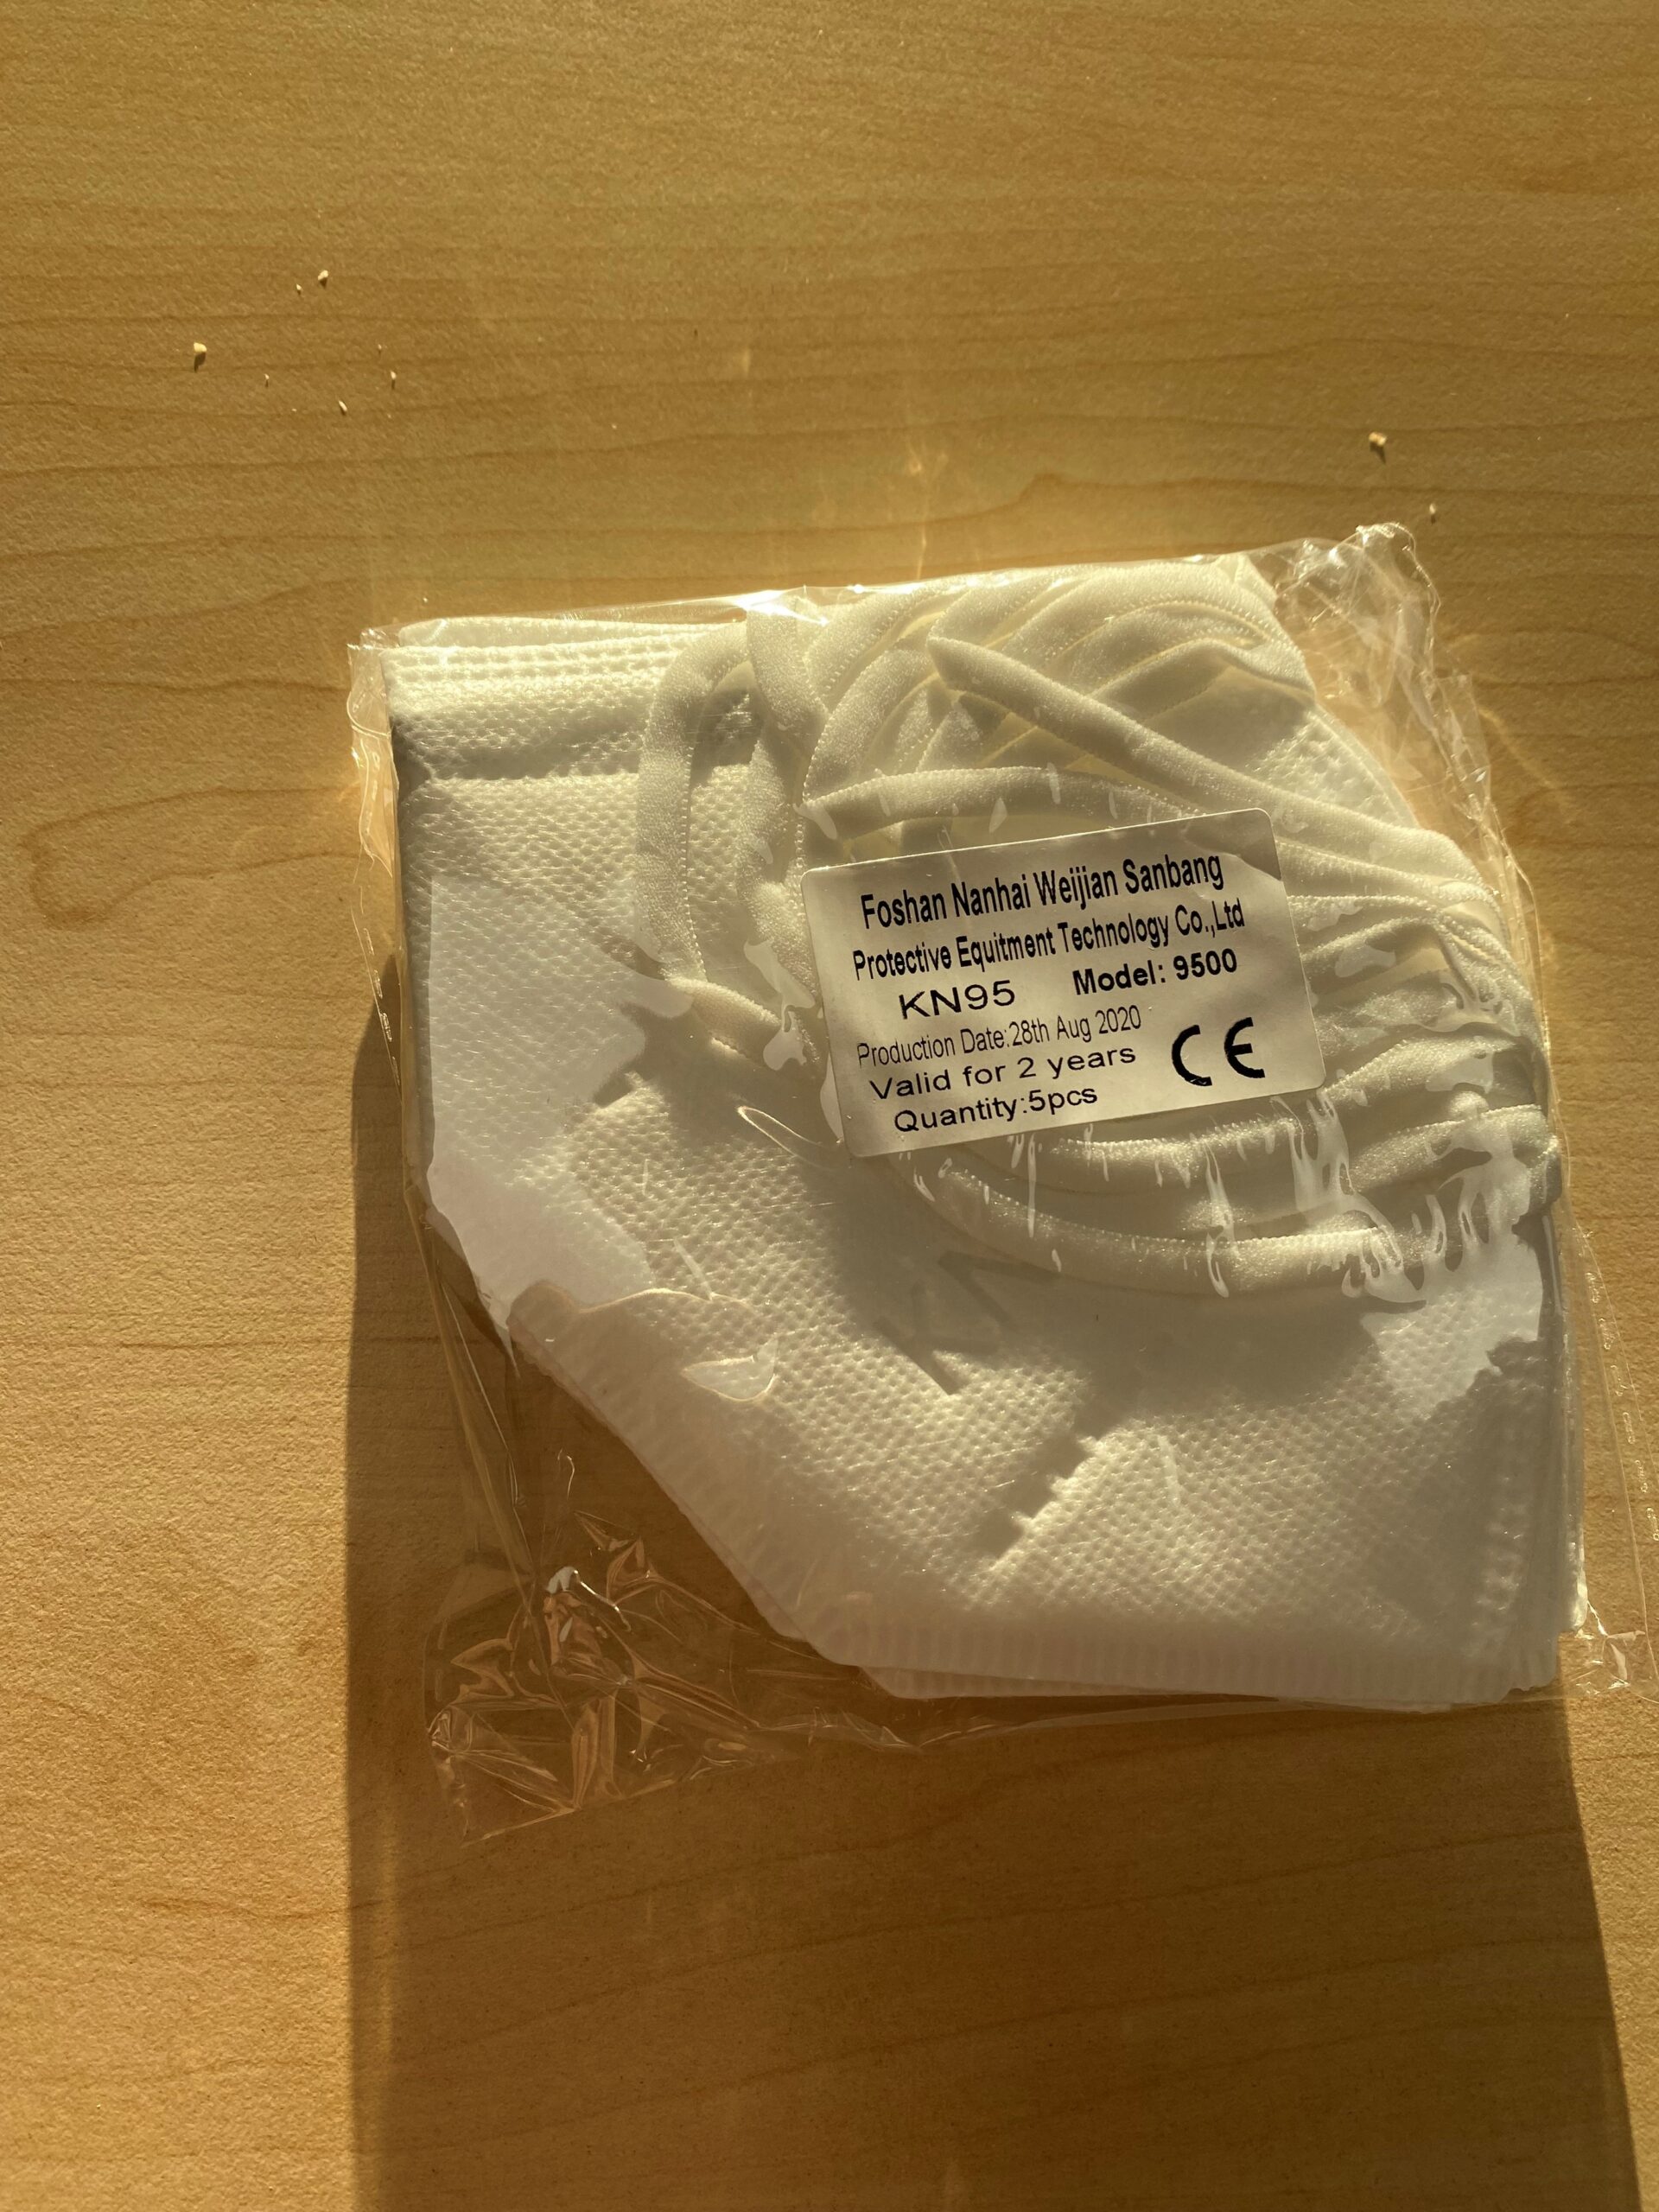 Foshan Nanhai Weijian Sanbang
Protective Equitment Technology Co.,Ltd
KN95 Model: 9500
Production Date:28th Aug 2020
Valid for 2 years CE
Quantity:5pcs